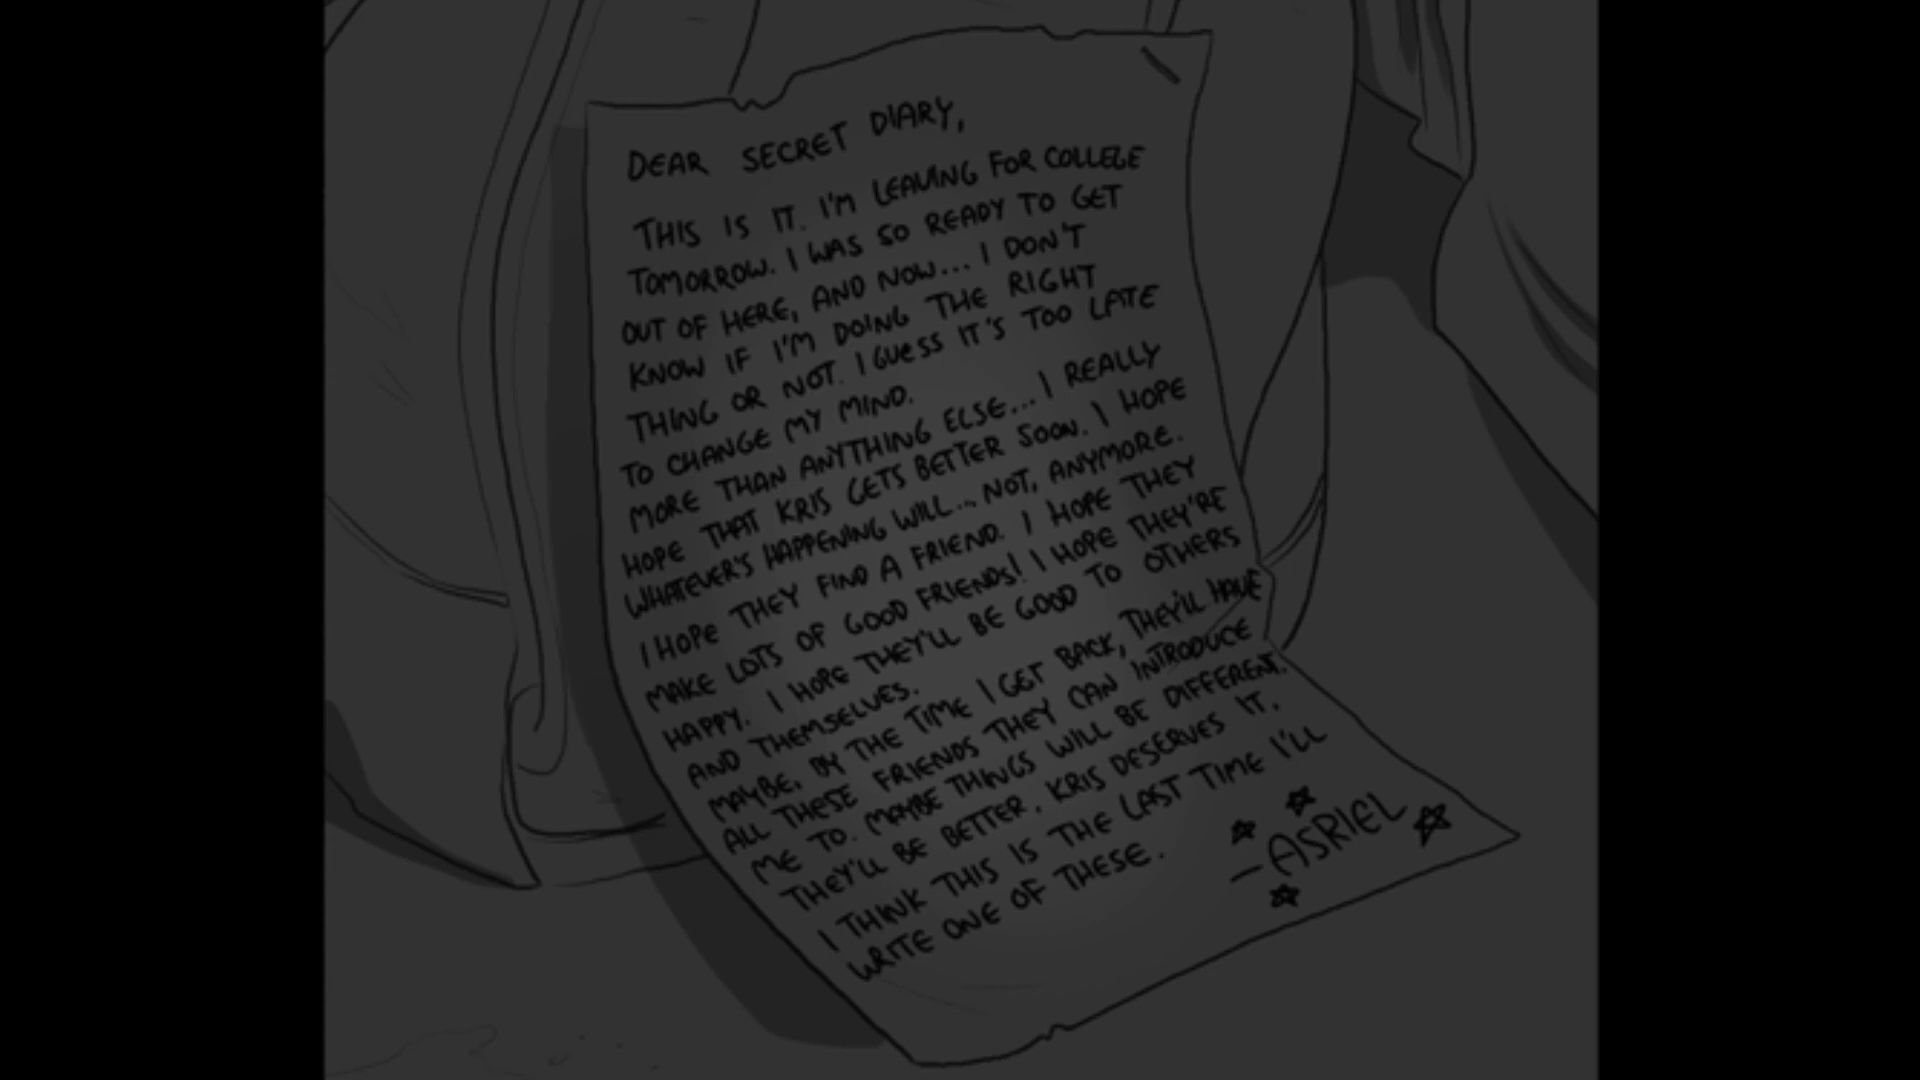 DEAR SECRET DIARY,
THIS IS IT. I'M LEAVING FOR COLLEGE
TOMORROW. I WAS SO READY TO GET
OUT OF HERE, AND NOW... I DON'T
KNOW IF I'M DOING THE RIGHT
THING OR NOT. I GUESS IT'S TOO LATE
TO CHANGE MY MIND.
MORE THAN ANYTHING ELSE... I REALLY
HOPE THAT KRIS GETS BETTER SOON. I HOPE
WHATEVER'S HAPPENING WILL... NOT, ANYMORE.
I HOPE THEY FIND A FRIEND. I HOPE THEY
MAKE LOTS OF GOOD FRIENDS! I HOPE THEY'RE
HAPPY. I HOPE THEY'LL BE GOOD TO OTHERS
AND THEMSELVES.
MAYBE, BY THE TIME I GET BACK, THEY'LL HAVE
ALL THESE FRIENDS THEY CAN INTRODUCE
ME TO. MAYBE THINGS WILL BE DIFFERENT.
THEY'LL BE BETTER. KRIS DESERVES IT.
I THINK THIS IS THE LAST TIME I'LL
WRITE ONE OF THESE.
—ASRIEL